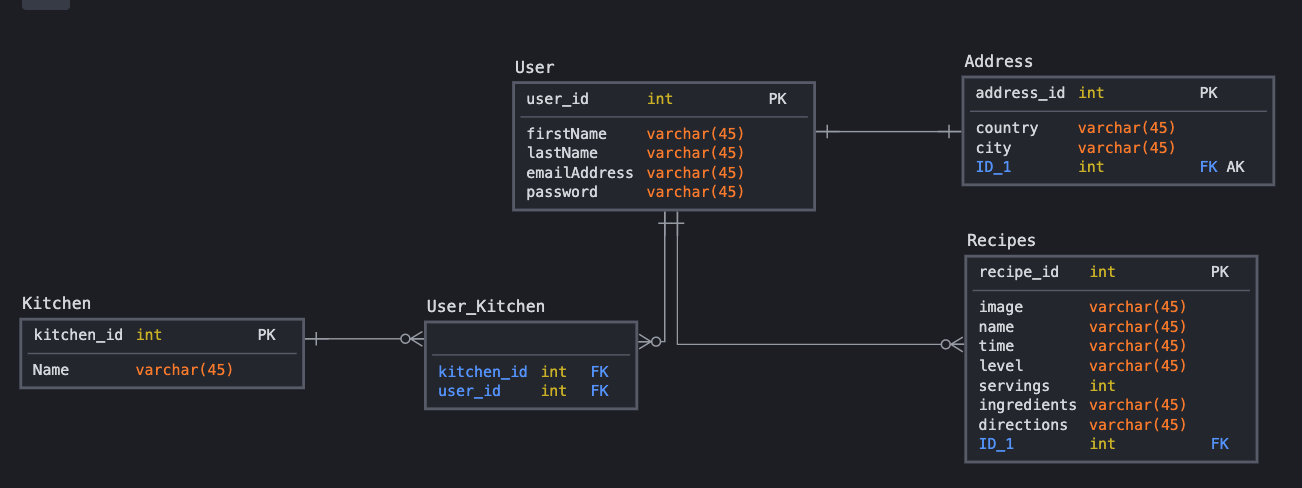 User
user_id int PK
firstName varchar(45)
lastName varchar(45)
emailAddress varchar(45)
password varchar(45)
Address
address_id int PK
country varchar(45)
city varchar(45)
ID_1 int FK AK
Recipes
recipe_id int PK
image varchar(45)
name varchar(45)
time varchar(45)
level varchar(45)
servings int
ingredients varchar(45)
directions varchar(45)
ID_1 int FK
Kitchen
kitchen_id int PK
Name varchar(45)
User_Kitchen
kitchen_id int FK
user_id int FK